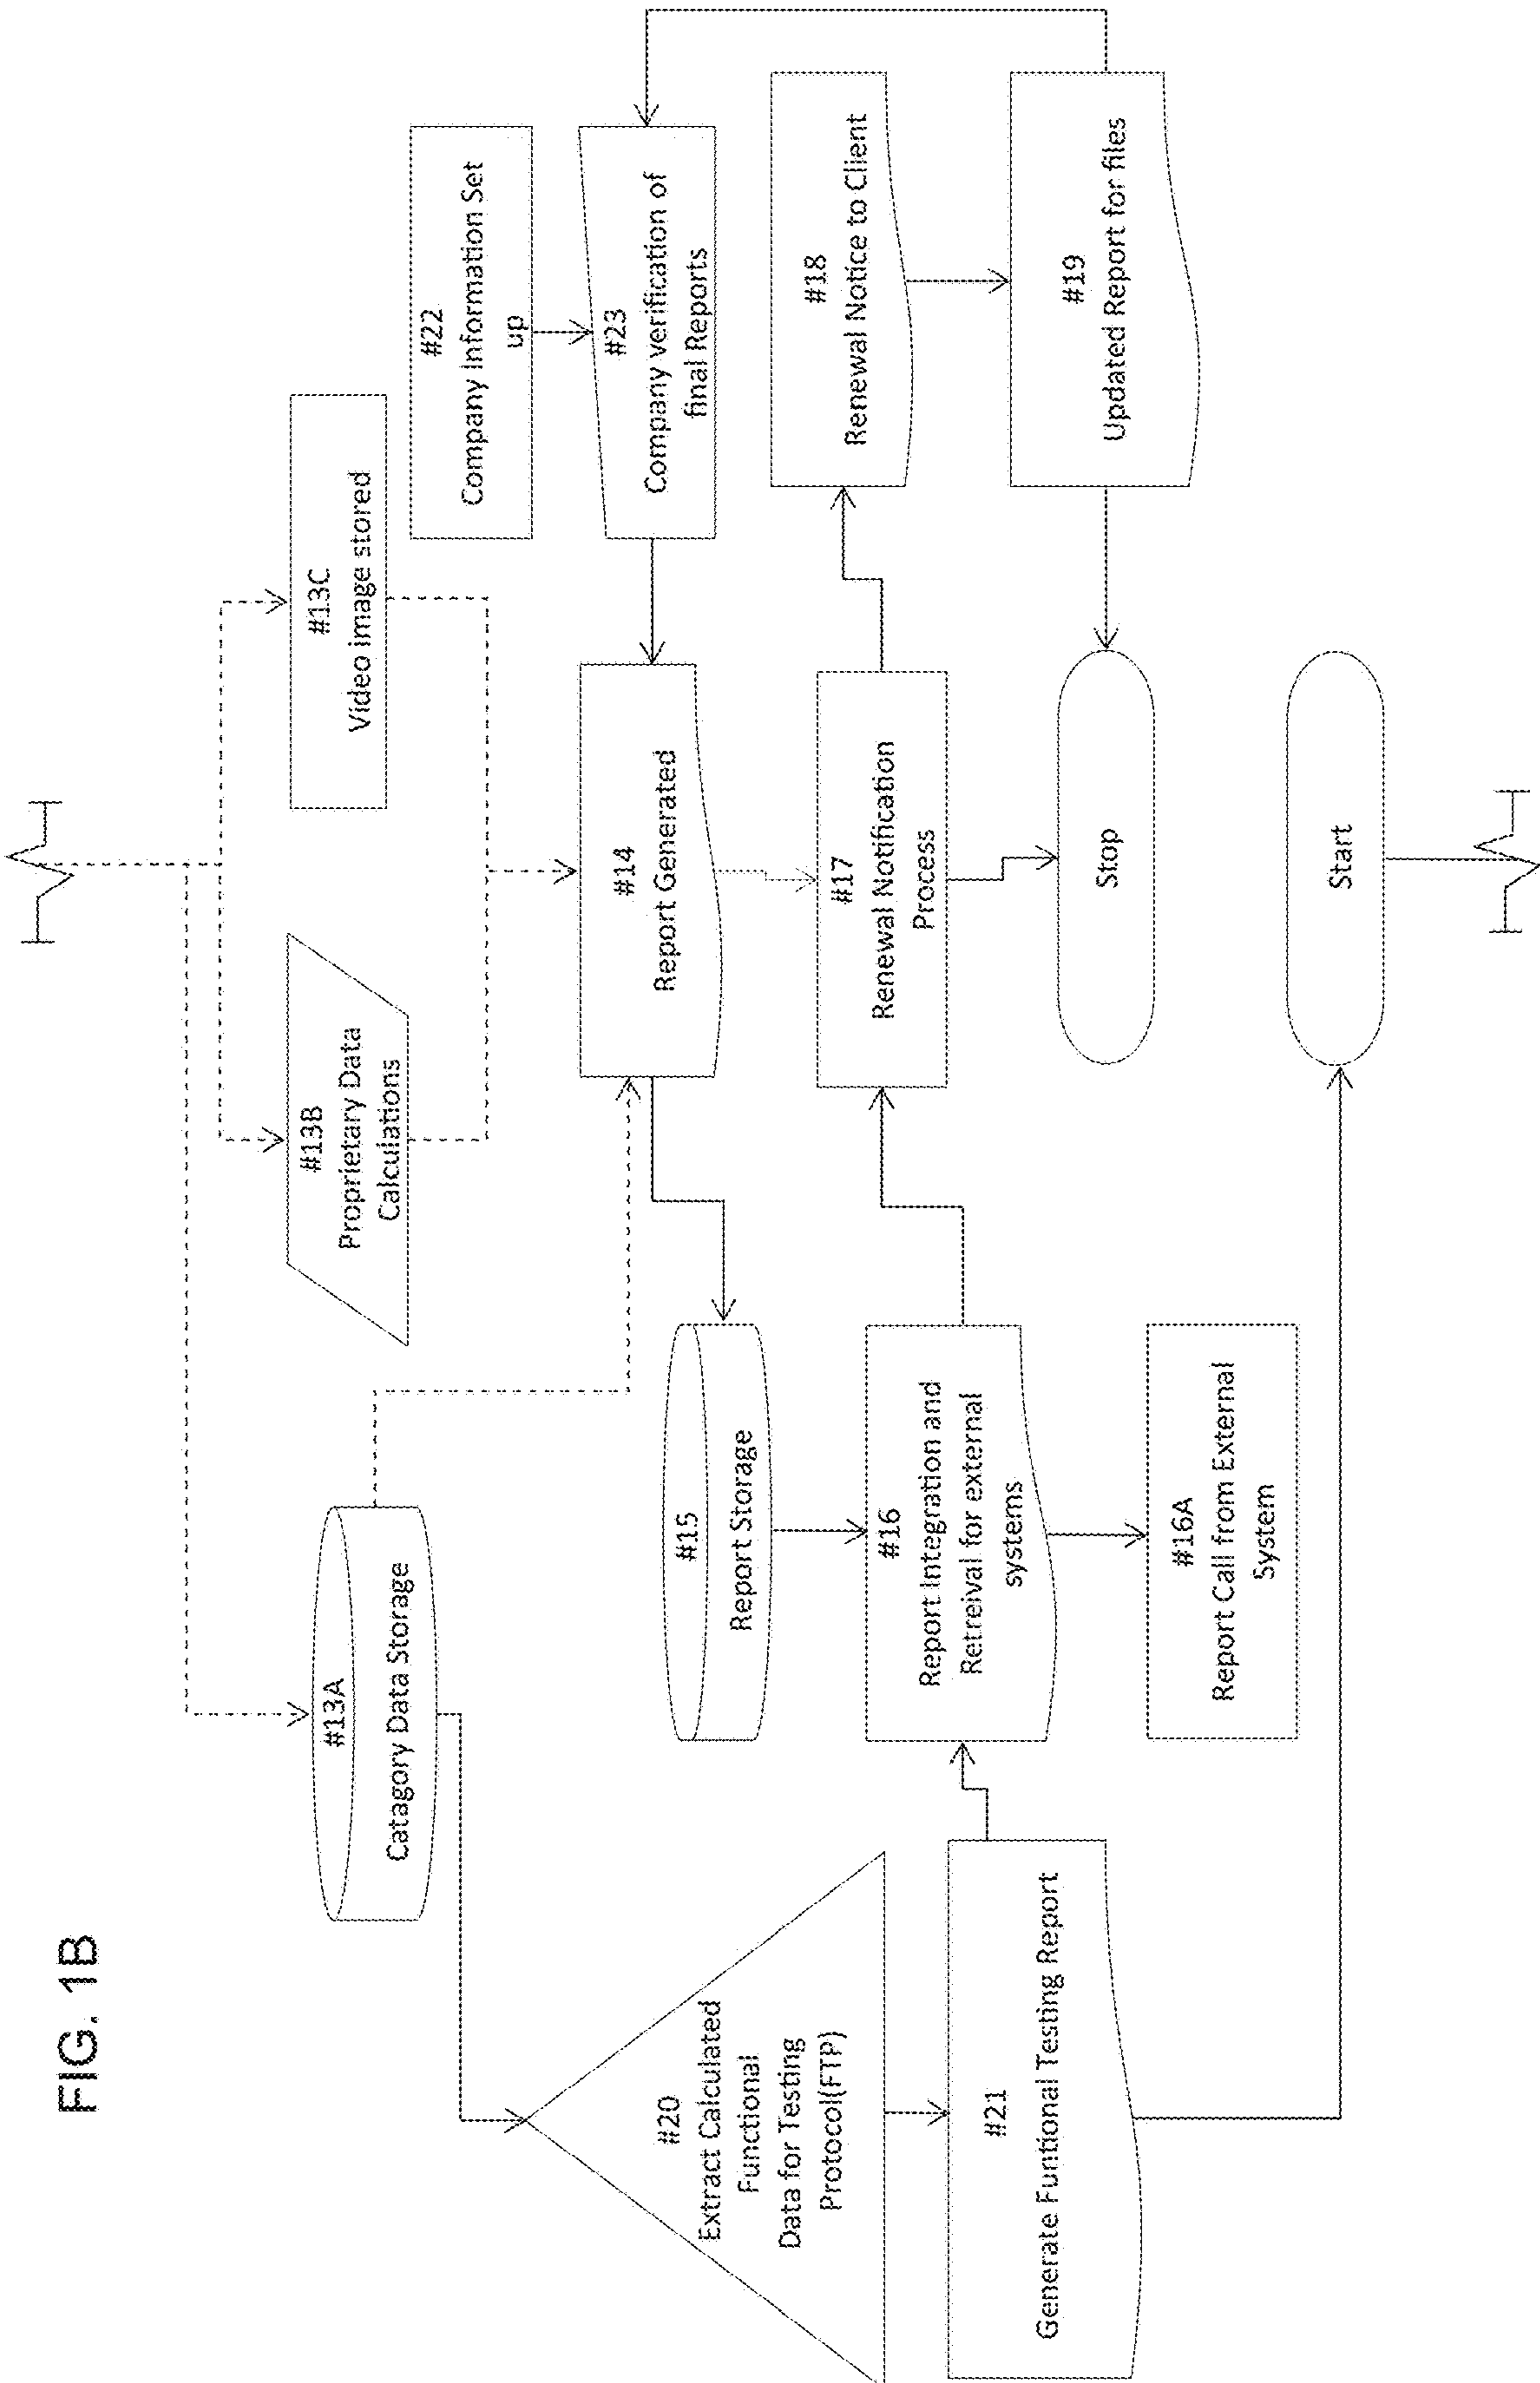 FIG. 1B
#13A
Catagory Data Storage
#13B
Proprietary Data
Calculations
#13C
Video image stored
#22
Company Information Set
up
#23
Company verification of
final Reports
#14
Report Generated
#15
Report Storage
#20
Extract Calculated
Functional
Data for Testing
Protocol(FTP)
#16
Report Integration and
Retreival for external
systems
#17
Renewal Notification
Process
#18
Renewal Notice to Client
#21
Generate Funtional Testing Report
#16A
Report Call from External
System
Stop
#19
Updated Report for files
Start